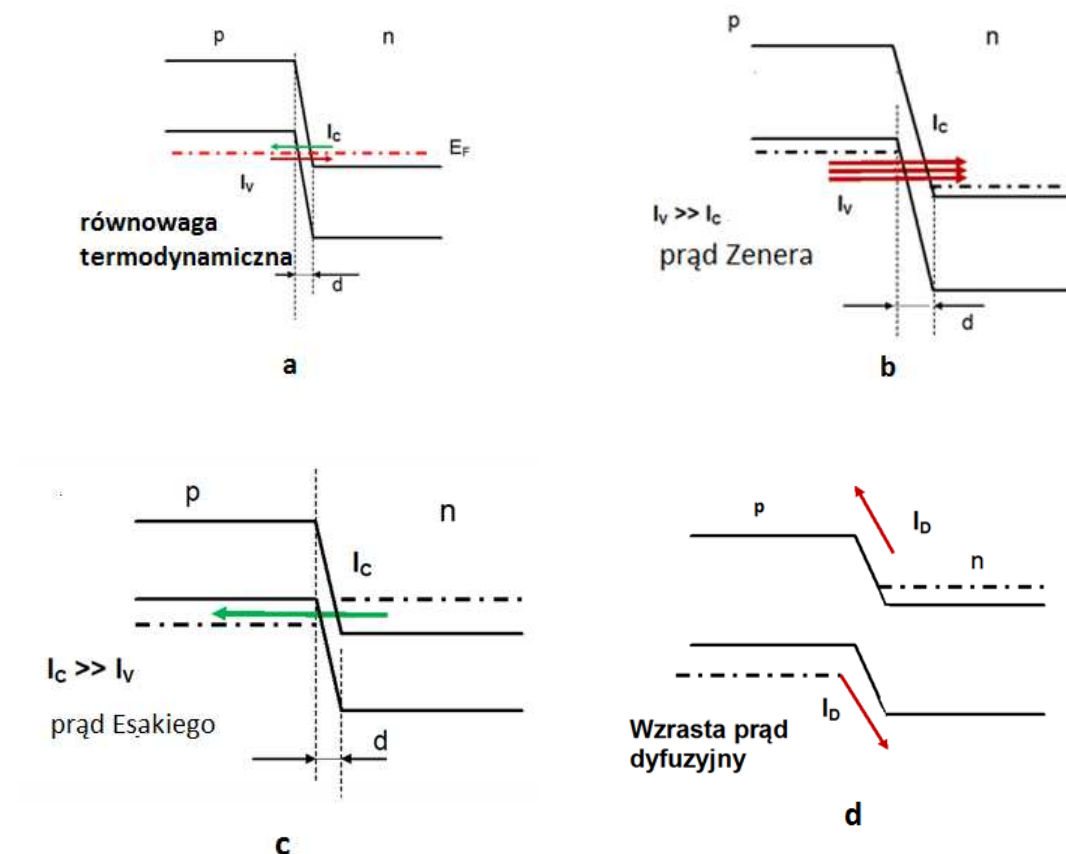 p n
I_C
E_F
I_V
równowaga
termodynamiczna
d
a
p n
I_C
I_V
I_V >> I_C
prąd Zenera
d
b
p n
I_C
I_C >> I_V
prąd Esakiego
d
c
p
I_D
n
I_D
Wzrasta prąd
dyfuzyjny
d